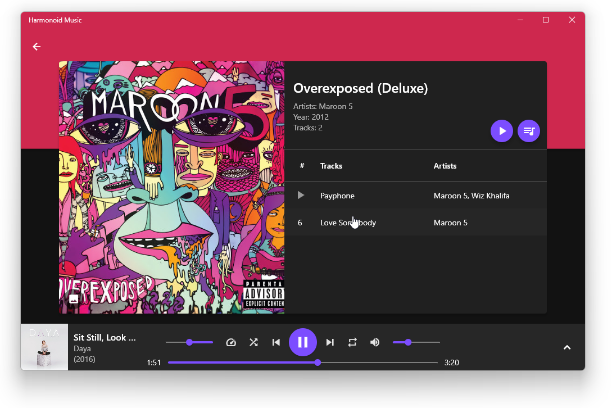 Harmonoid Music
MAROON 5
OVEREXPOSED
PARENTAL
ADVISORY
EXPLICIT CONTENT
Overexposed (Deluxe)
Artists: Maroon 5
Year: 2012
Tracks: 2
# Tracks Artists
Payphone Maroon 5, Wiz Khalifa
6 Love Somebody Maroon 5
DAYA
Sit Still, Look ...
Daya
(2016)
1:51
3:20